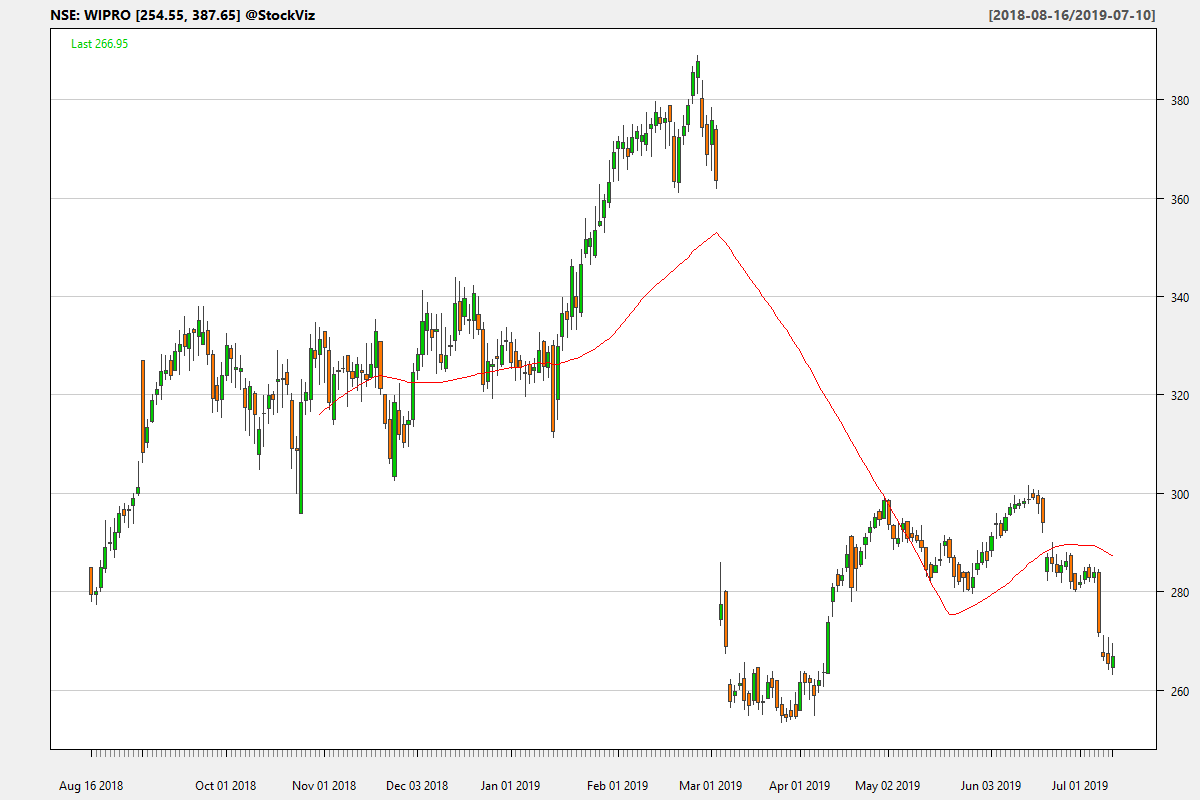 NSE: WIPRO [254.55, 387.65] @StockViz
[2018-08-16/2019-07-10]
Last 266.95
380
360
340
320
300
280
260
Aug 16 2018
Oct 01 2018
Nov 01 2018
Dec 03 2018
Jan 01 2019
Feb 01 2019
Mar 01 2019
Apr 01 2019
May 02 2019
Jun 03 2019
Jul 01 2019